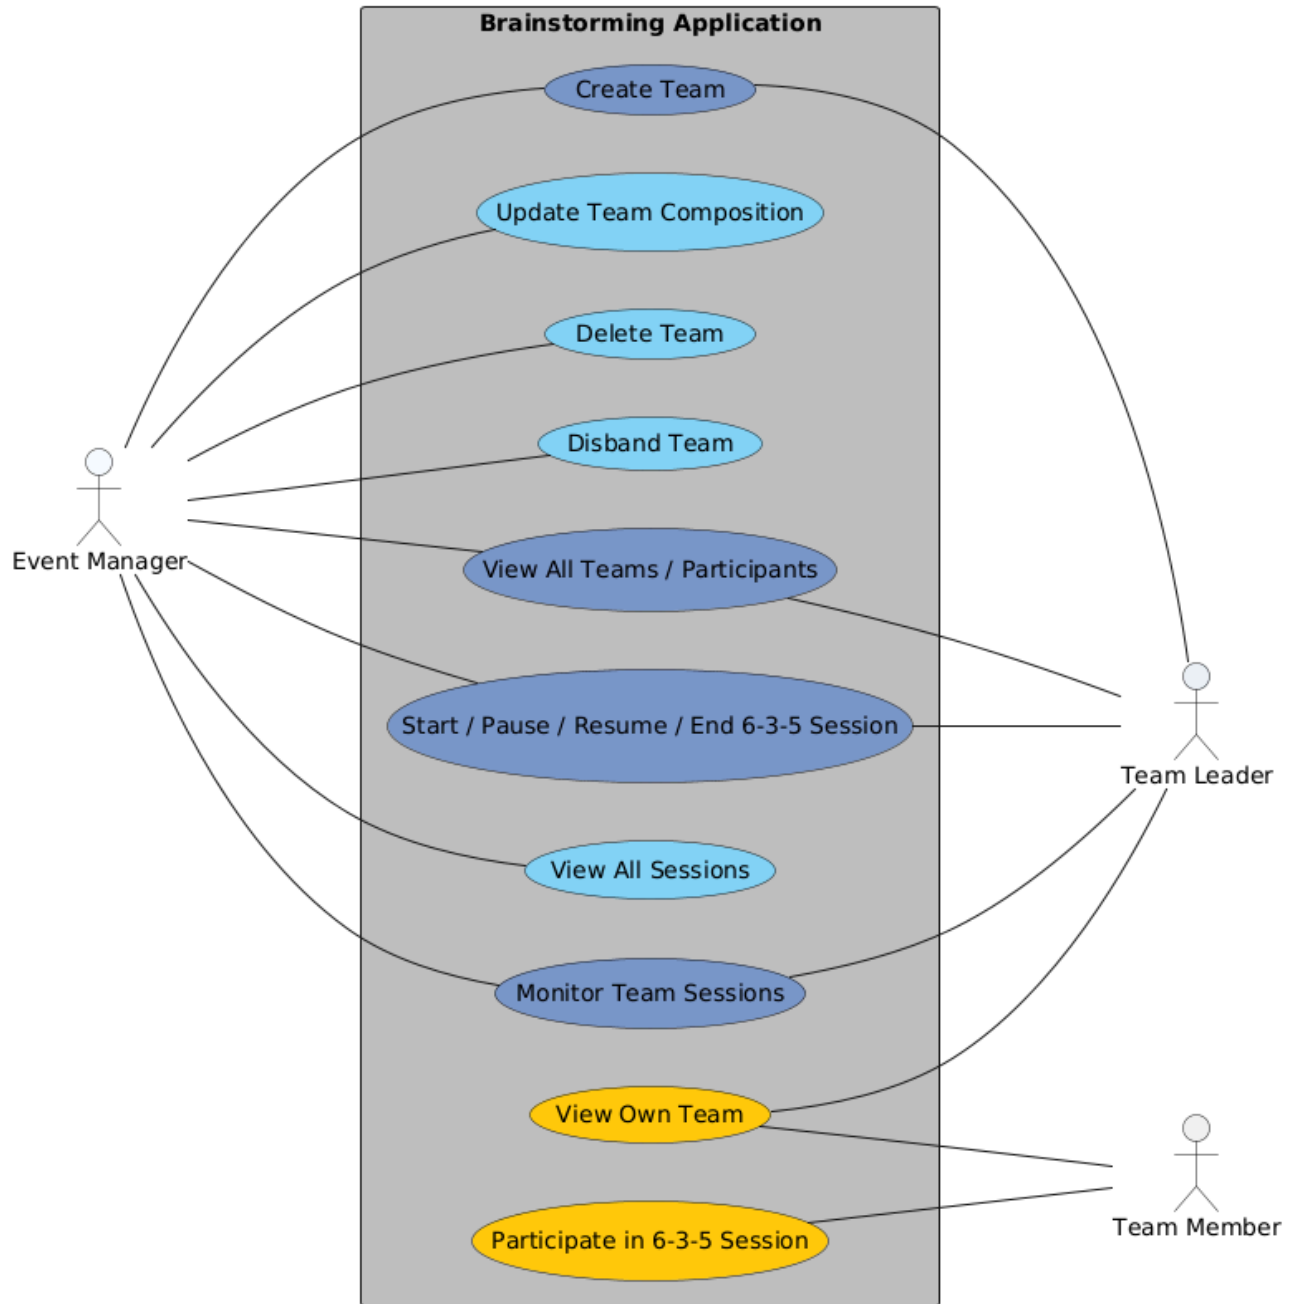 Brainstorming Application
Create Team
Update Team Composition
Delete Team
Disband Team
Event Manager
View All Teams / Participants
Start / Pause / Resume / End 6-3-5 Session
Team Leader
View All Sessions
Monitor Team Sessions
View Own Team
Team Member
Participate in 6-3-5 Session